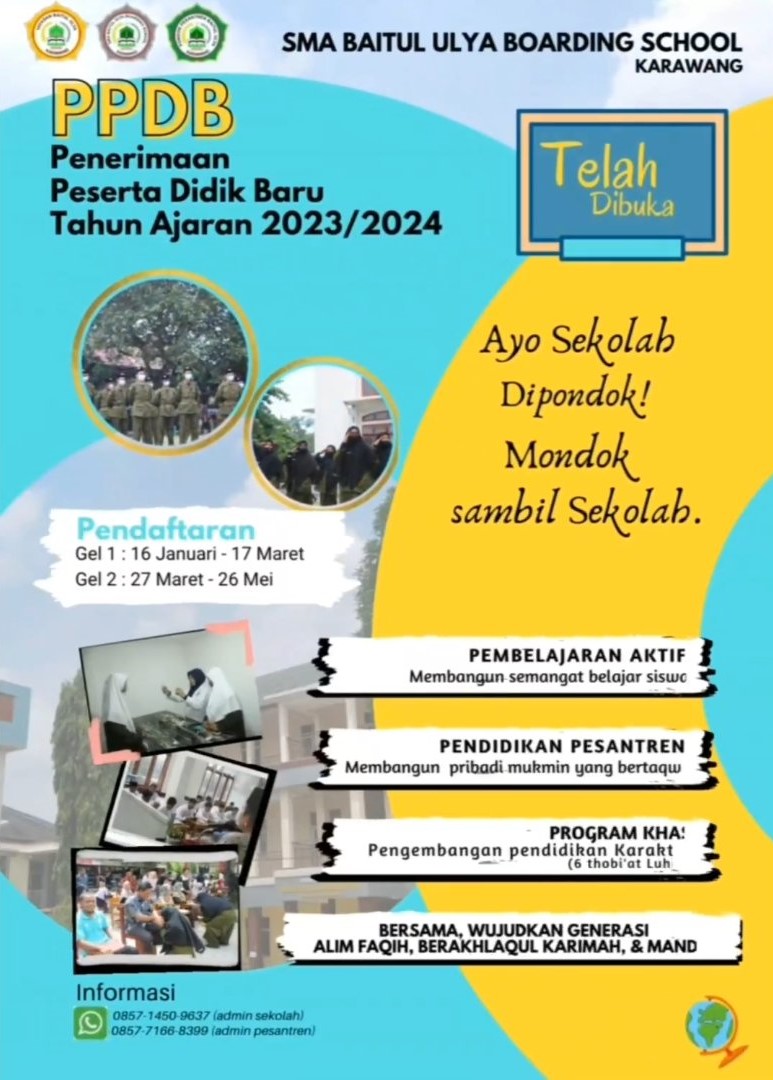 SMA BAITUL ULYA BOARDING SCHOOL
KARAWANG
PPDB
Penerimaan
Peserta Didik Baru
Tahun Ajaran 2023/2024
Telah
Dibuka
Ayo Sekolah
Dipondok!
Mondok
sambil Sekolah.
Pendaftaran
Gel 1 : 16 Januari - 17 Maret
Gel 2 : 27 Maret - 26 Mei
PEMBELAJARAN AKTIF
Membangun semangat belajar siswa
PENDIDIKAN PESANTREN
Membangun pribadi mukmin yang bertaqw
PROGRAM KHAS
Pengembangan pendidikan Karakt
(6 thobi'at Luh
BERSAMA, WUJUDKAN GENERASI
ALIM FAQIH, BERAKHLAQUL KARIMAH, & MAND
Informasi
0857-1450-9637 (admin sekolah)
0857-7166-8399 (admin pesantren)